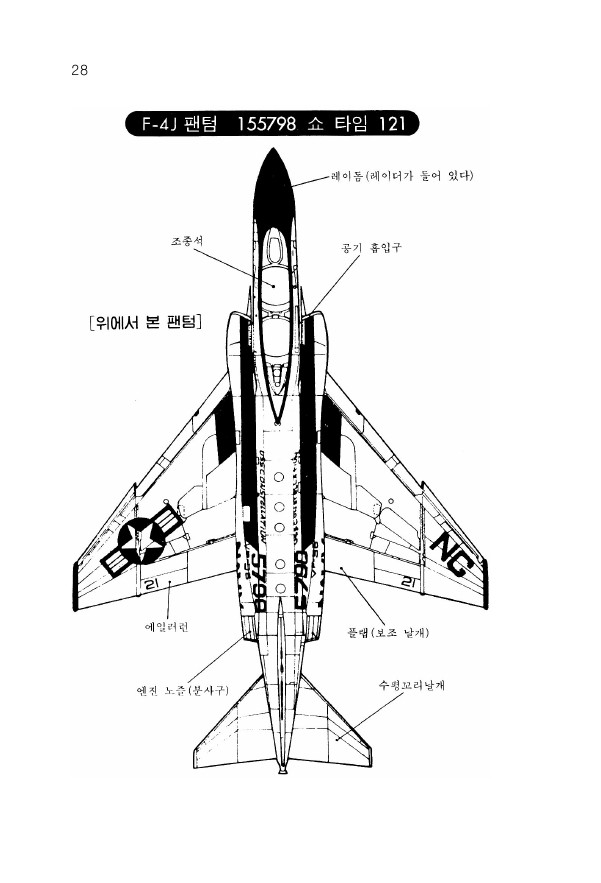 28
F-4J 팬텀 155798 쇼 타임 121
레이돔(레이더가 들어 있다)
조종석
공기 흡입구
[위에서 본 팬텀]
NG
21
21
에일러런
플랩(보조 날개)
엔진 노즐(분사구)
수평꼬리날개